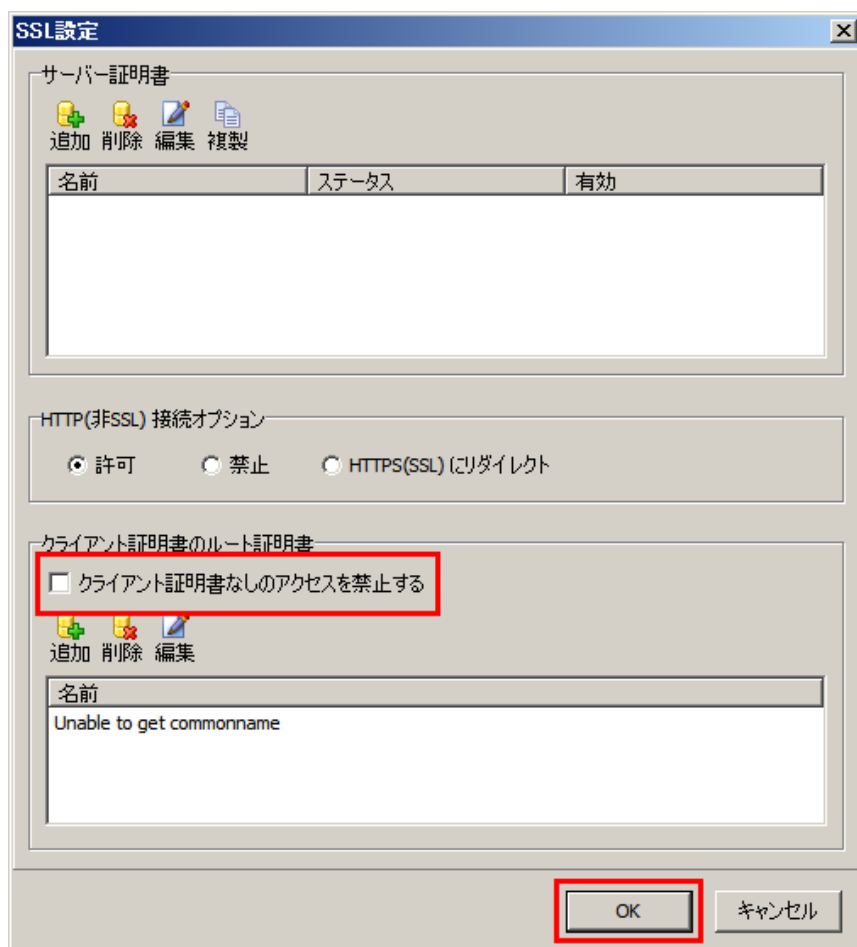 SSL設定
サーバー証明書
追加 削除 編集 複製
名前 ステータス 有効
HTTP(非SSL) 接続オプション
許可 禁止 HTTPS(SSL) にリダイレクト
クライアント証明書のルート証明書
クライアント証明書なしのアクセスを禁止する
追加 削除 編集
名前
Unable to get commonname
OK キャンセル